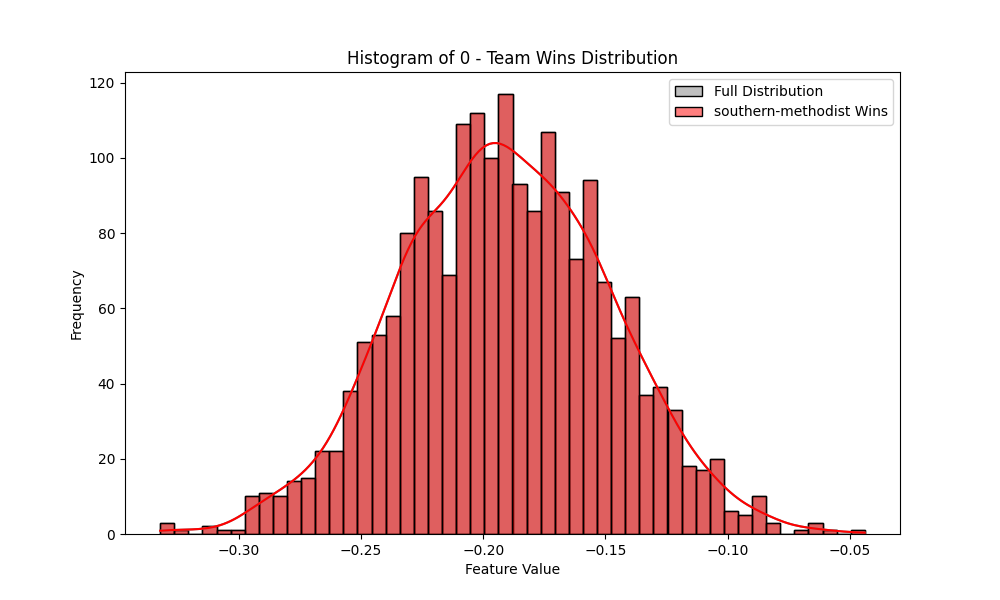 Histogram of 0 - Team Wins Distribution
Full Distribution
southern-methodist Wins
120
100
80
60
40
20
0
Frequency
−0.30 −0.25 −0.20 −0.15 −0.10 −0.05
Feature Value